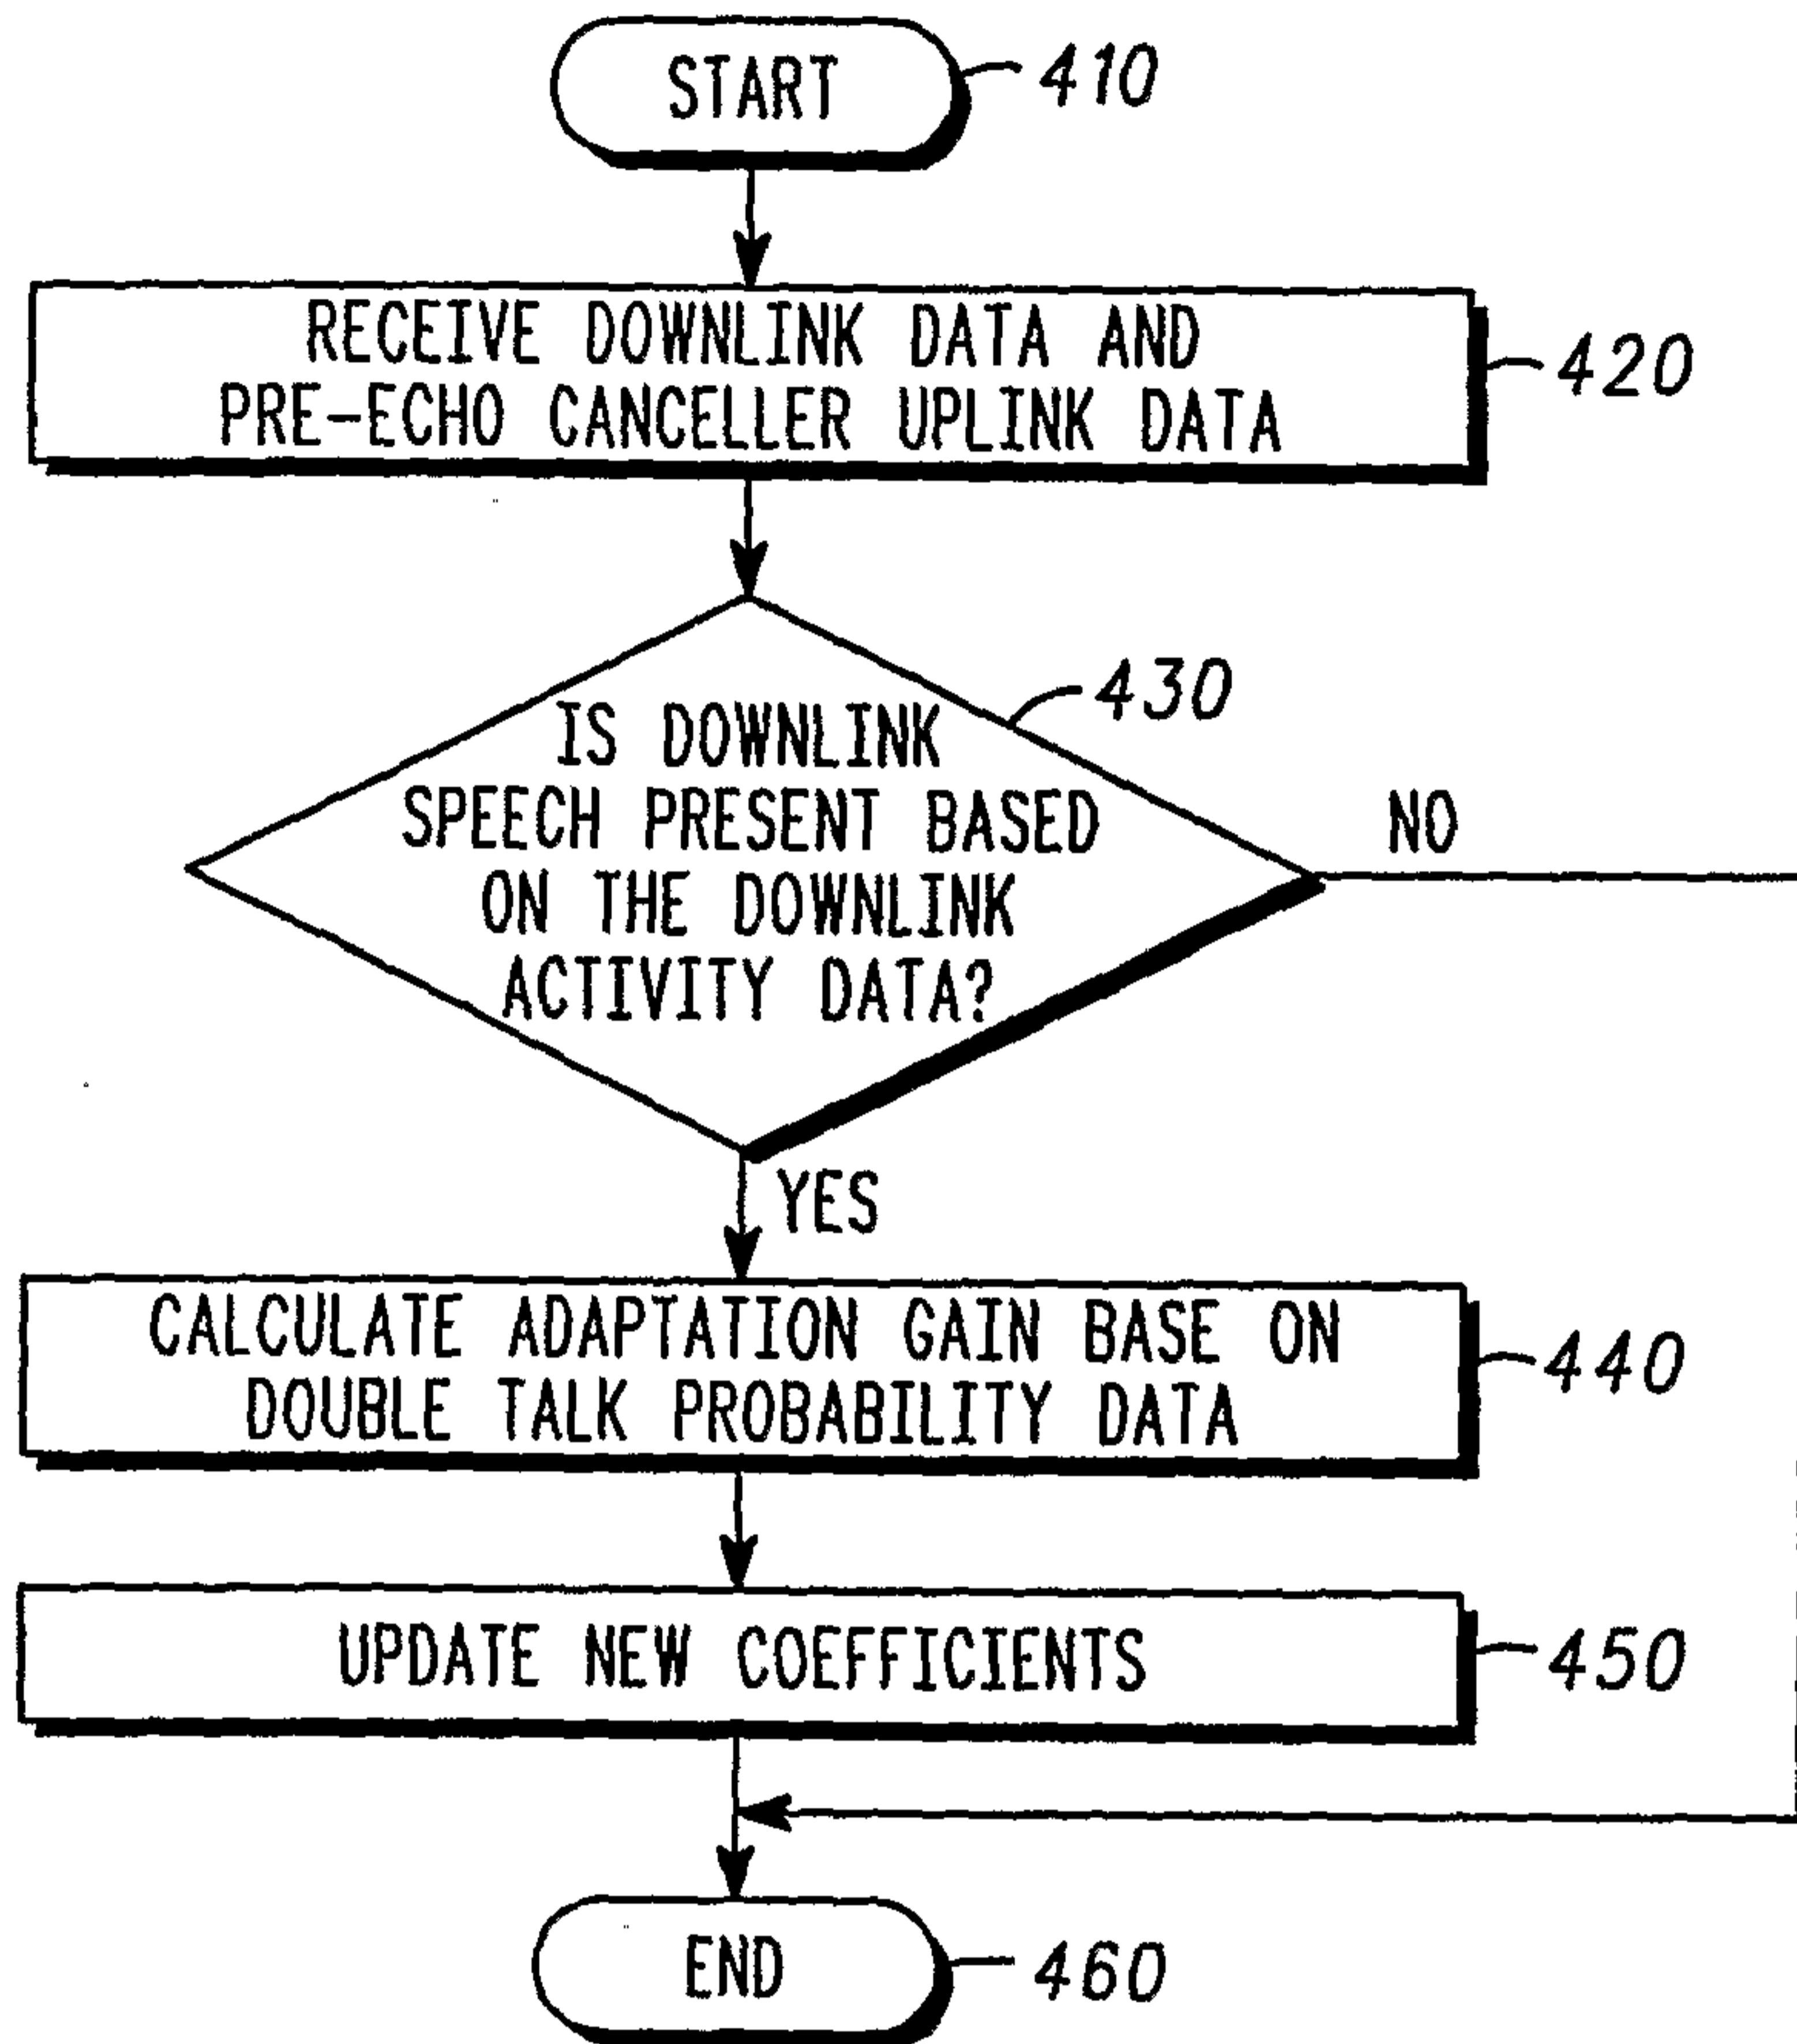 START
410
RECEIVE DOWNLINK DATA AND
PRE-ECHO CANCELLER UPLINK DATA
420
430
IS DOWNLINK
SPEECH PRESENT BASED
ON THE DOWNLINK
ACTIVITY DATA?
NO
YES
CALCULATE ADAPTATION GAIN BASE ON
DOUBLE TALK PROBABILITY DATA
440
UPDATE NEW COEFFICIENTS
450
END
460